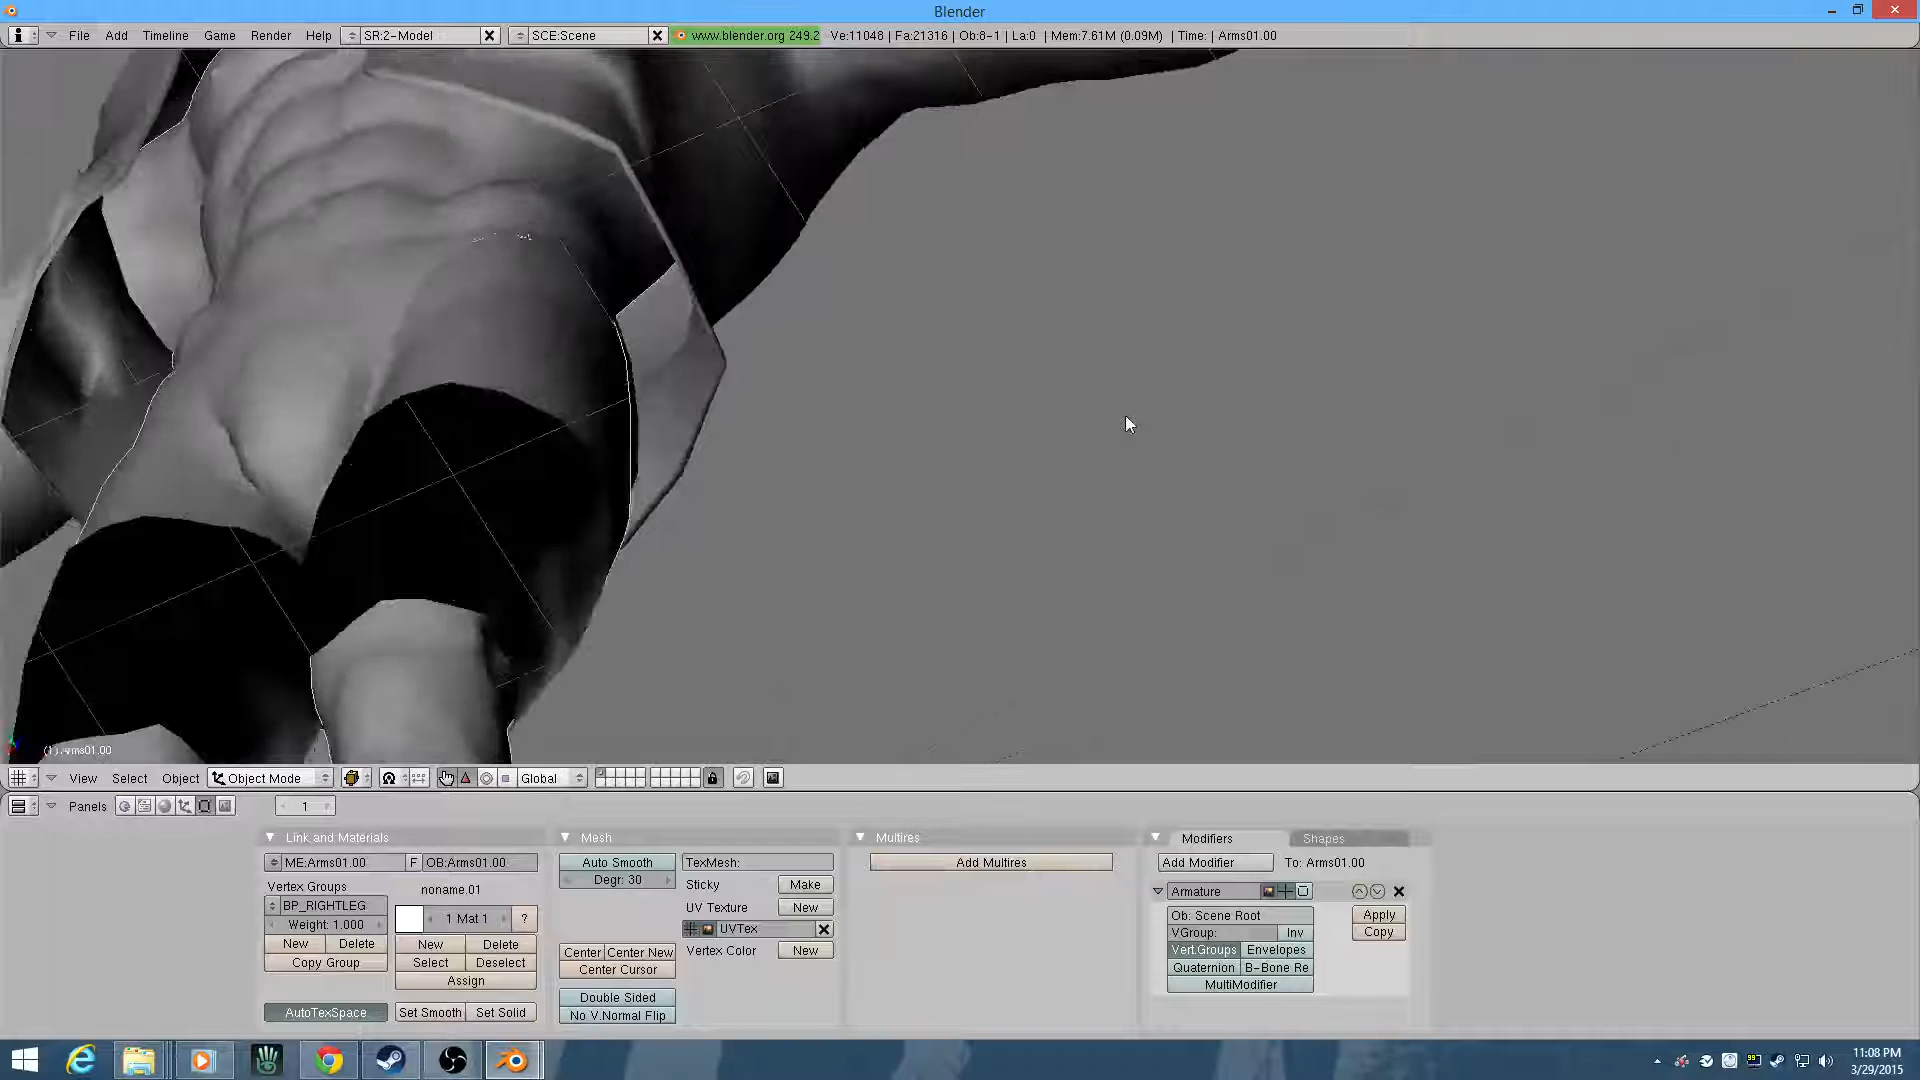 Blender
File Add Timeline Game Render Help SR:2-Model SCE:Scene www.blender.org 249.2 Ve:11048 | Fa:21316 | Ob:8-1 | La:0 | Mem:7.61M (0.09M) | Time: | Arms01.00
(1) Arms01.00
View Select Object Object Mode Global
Panels 1
Link and Materials Mesh Multires Modifiers Shapes
ME:Arms01.00 F OB:Arms01.00 Auto Smooth TexMesh: Add Multires Add Modifier To: Arms01.00
Degr: 30
Vertex Groups noname.01 Sticky Make Armature
BP_RIGHTLEG UV Texture New Ob: Scene Root Apply
Weight: 1.000 1 Mat 1 ? UVTex VGroup: Inv Copy
New Delete New Delete Center Center New Vertex Color New Vert.Groups Envelopes
Copy Group Select Deselect Center Cursor Quaternion B-Bone Re
Assign MultiModifier
Double Sided
AutoTexSpace Set Smooth Set Solid No V.Normal Flip
99
11:08 PM
3/29/2015